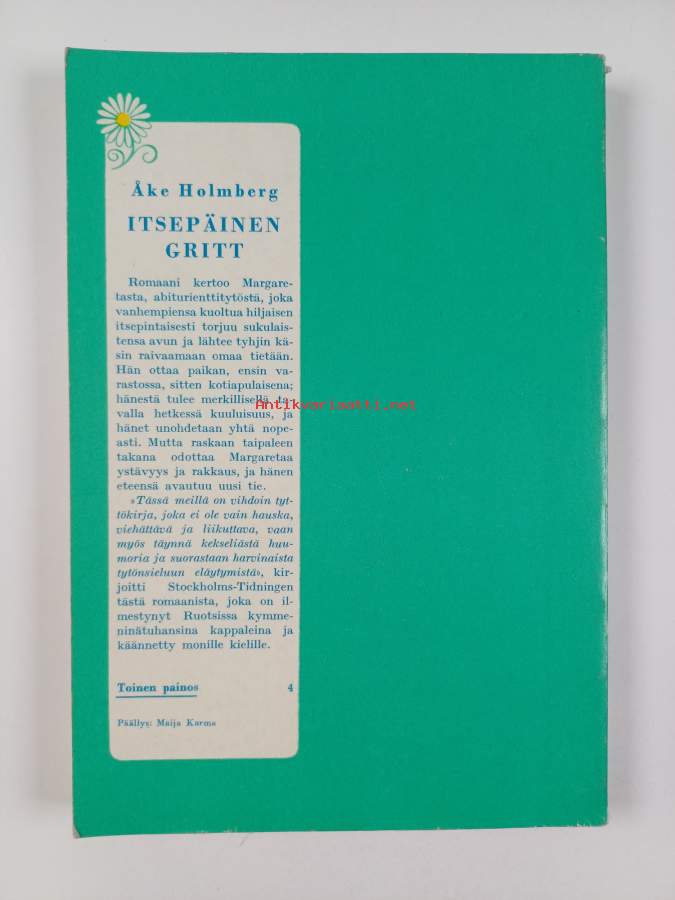 Åke Holmberg
ITSEPÄINEN
GRITT
Romaani kertoo Margare-
tasta, abiturienttitytöstä, joka
vanhempiensa kuoltua hiljaisen
itsepintaisesti torjuu sukulais-
tensa avun ja lähtee tyhjin kä-
sin raivaamaan omaa tietään.
Hän ottaa paikan, ensin va-
rastossa, sitten kotiapulaisena;
hänestä tulee merkillisellä ta-
valla hetkessä kuuluisuus, ja
hänet unohdetaan yhtä nope-
asti. Mutta raskaan taipaleen
takana odottaa Margaretaa
ystävyys ja rakkaus, ja hänen
eteensä avautuu uusi tie.
»Tässä meillä on vihdoin tyt-
tökirja, joka ei ole vain hauska,
viehättävä ja liikuttava, vaan
myös täynnä kekseliästä huu-
moria ja suorastaan harvinaista
tytönsieluun eläytymistä», kir-
joitti Stockholms-Tidningen
tästä romaanista, joka on il-
mestynyt Ruotsissa kymme-
ninätuhansina kappaleina ja
käännetty monille kielille.
Toinen painos 4
Päällys: Maija Karma
Antikvariaatti.net